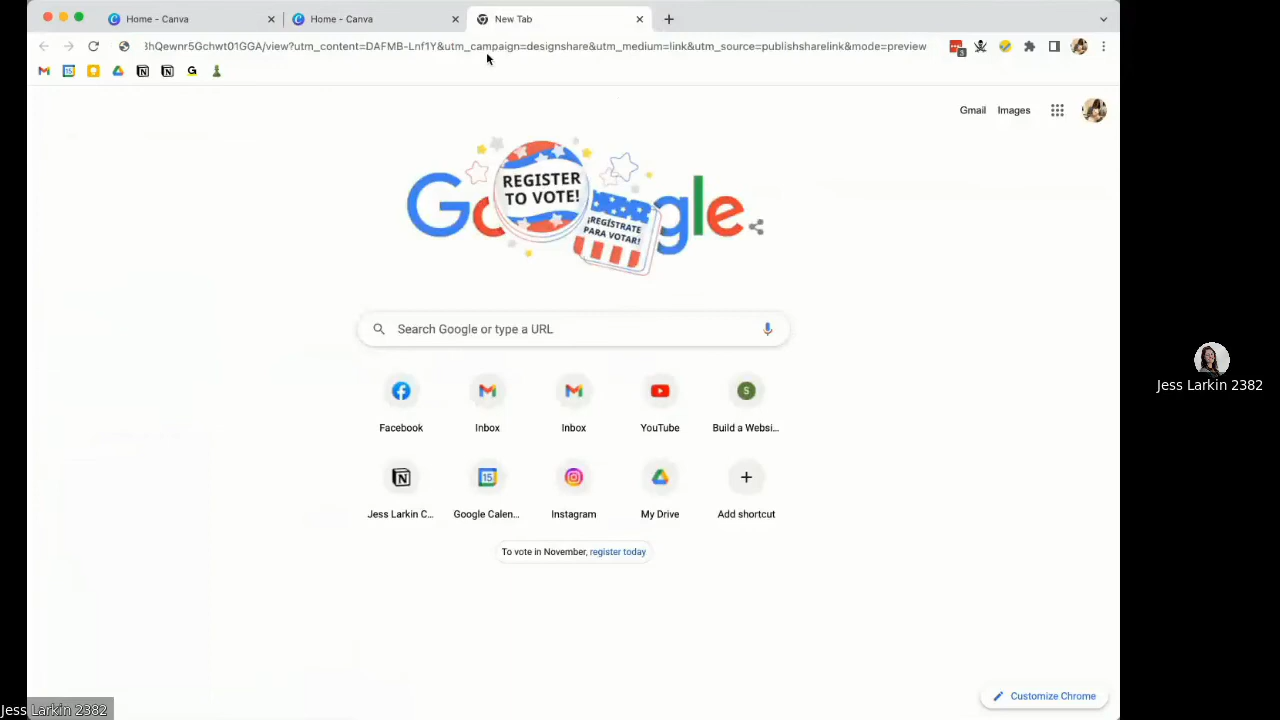 Home - Canva
Home - Canva
New Tab
hQewnr5Gchwt01GGA/view?utm_content=DAFMB-Lnf1Y&utm_campaign=designshare&utm_medium=link&utm_source=publishsharelink&mode=preview
Gmail Images
Google
REGISTER
TO VOTE!
¡REGÍSTRATE
PARA VOTAR!
Search Google or type a URL
Facebook
Inbox
Inbox
YouTube
Build a Websi...
Jess Larkin C...
Google Calen...
Instagram
My Drive
Add shortcut
To vote in November, register today
Customize Chrome
Jess Larkin 2382
Jess Larkin 2382